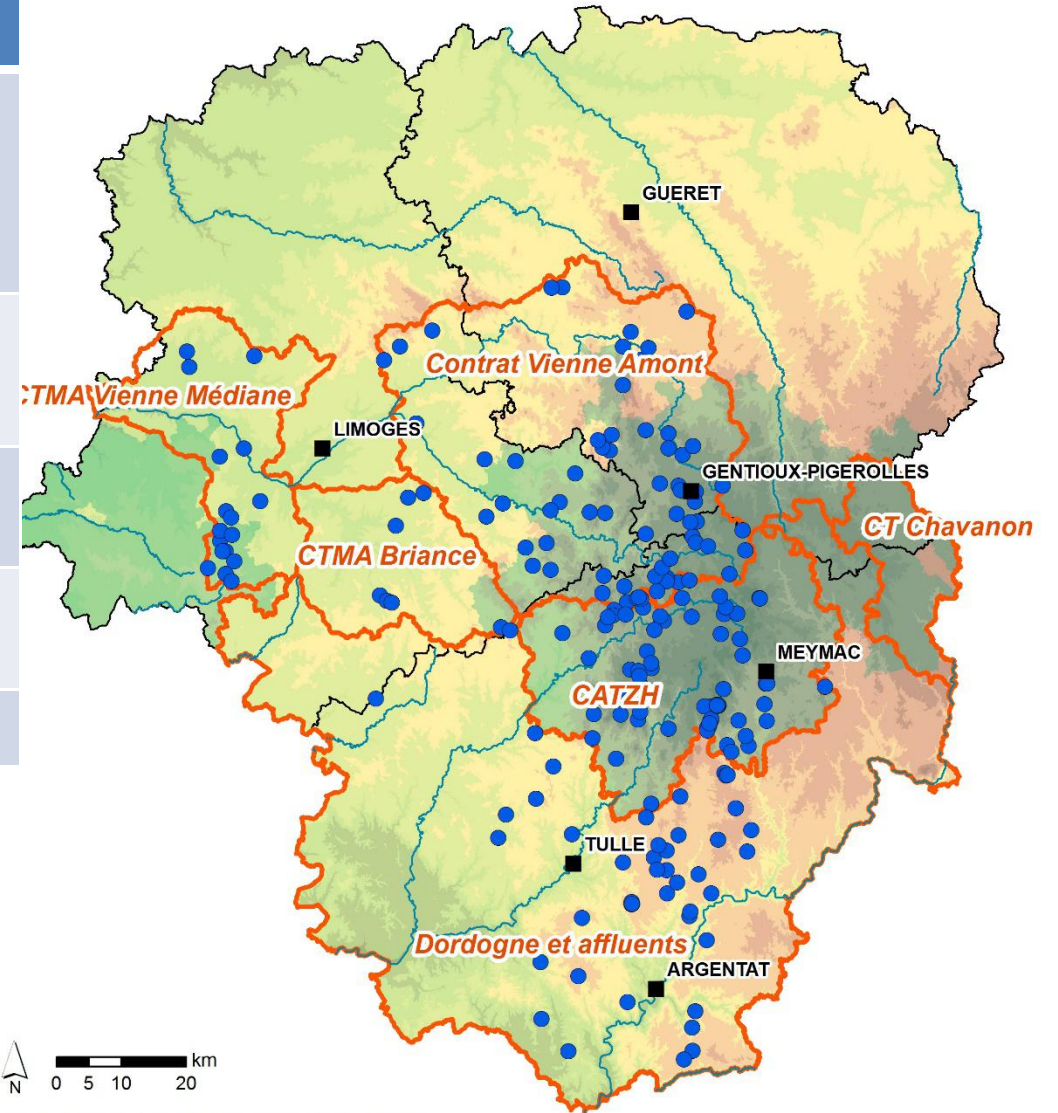 GUERET
Contrat Vienne Amont
CTMA Vienne Médiane
LIMOGES
GENTIOUX-PIGEROLLES
CT Chavanon
CTMA Briance
MEYMAC
CATZH
TULLE
Dordogne et affluents
ARGENTAT
N
km
0 5 10 20